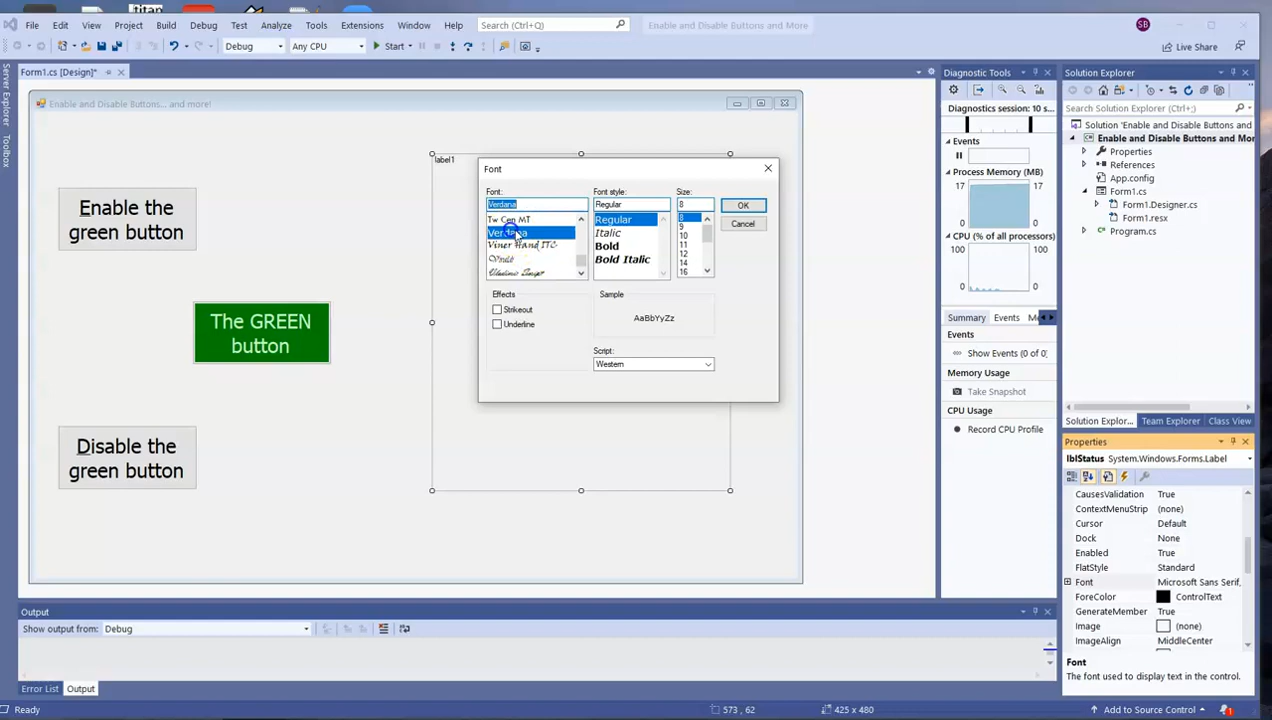 titan
File Edit View Project Build Debug Test Analyze Tools Extensions Window Help Search (Ctrl+Q) Enable and Disable Buttons and More SB
Debug Any CPU Start Live Share
Form1.cs [Design]*
Server Explorer
Toolbox
Enable and Disable Buttons... and more!
Enable the
green button
The GREEN
button
Disable the
green button
label1
Font
Font: Font style: Size:
Verdana Regular 8
Tw Cen MT
Verdana
Viner Hand ITC
Vivaldi
Vladimir Script
Regular
Italic
Bold
Bold Italic
8
9
10
11
12
14
16
OK
Cancel
Effects
Strikeout
Underline
Sample
AaBbYyZz
Script:
Western
Diagnostic Tools
Diagnostics session: 10 s...
Events
Process Memory (MB)
17 17
0 0
CPU (% of all processors)
100 100
0 0
Summary Events Me
Events
Show Events (0 of 0)
Memory Usage
Take Snapshot
CPU Usage
Record CPU Profile
Solution Explorer
Search Solution Explorer (Ctrl+;)
Solution 'Enable and Disable Buttons and
Enable and Disable Buttons and Mor
Properties
References
App.config
Form1.cs
Form1.Designer.cs
Form1.resx
Program.cs
Solution Explor... Team Explorer Class View
Properties
lblStatus System.Windows.Forms.Label
CausesValidation True
ContextMenuStrip (none)
Cursor Default
Dock None
Enabled True
FlatStyle Standard
Font Microsoft Sans Serif,
ForeColor ControlText
GenerateMember True
Image (none)
ImageAlign MiddleCenter
Font
The font used to display text in the control.
Output
Show output from: Debug
Error List Output
Ready 573 , 62 425 x 480 Add to Source Control 1